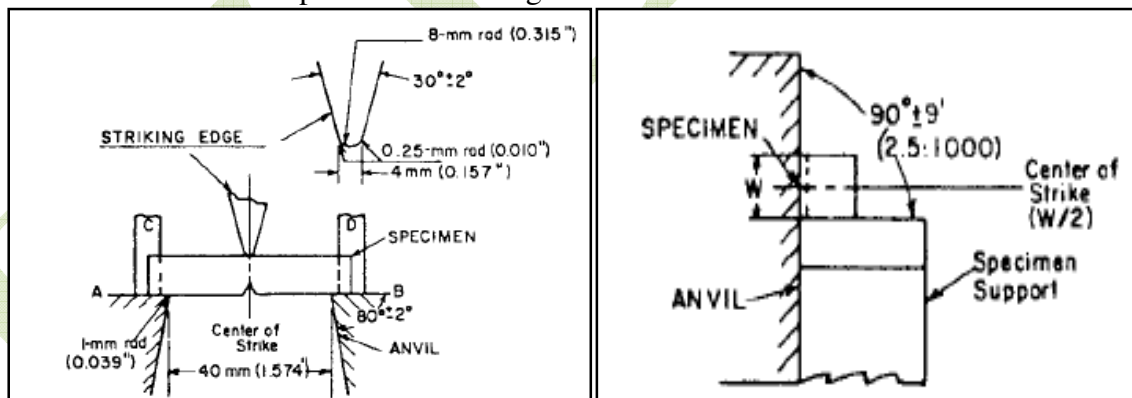 8-mm rad (0.315")
30°±2°
STRIKING EDGE
0.25-mm rad (0.010")
4 mm (0.157")
C
D
SPECIMEN
A
B
80°±2°
1-mm rad
(0.039")
Center of
Strike
ANVIL
40 mm (1.574")
90°±9'
(2.5:1000)
SPECIMEN
W
Center of
Strike
(W/2)
ANVIL
Specimen
Support